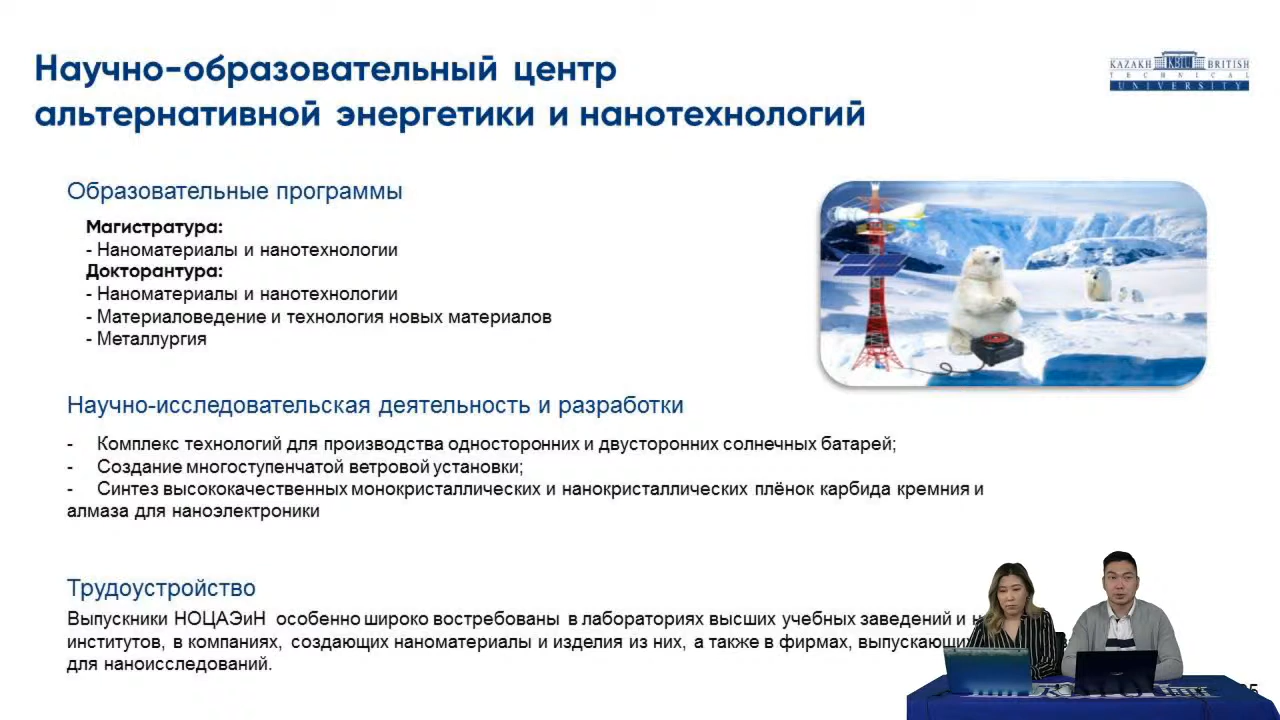 Научно-образовательный центр
альтернативной энергетики и нанотехнологий
KAZAKH KBTU BRITISH
TECHNICAL
UNIVERSITY
Образовательные программы
Магистратура:
- Наноматериалы и нанотехнологии
Докторантура:
- Наноматериалы и нанотехнологии
- Материаловедение и технология новых материалов
- Металлургия
Научно-исследовательская деятельность и разработки
- Комплекс технологий для производства односторонних и двусторонних солнечных батарей;
- Создание многоступенчатой ветровой установки;
- Синтез высококачественных монокристаллических и нанокристаллических плёнок карбида кремния и
алмаза для наноэлектроники
Трудоустройство
Выпускники НОЦАЭиН особенно широко востребованы в лабораториях высших учебных заведений и
институтов, в компаниях, создающих наноматериалы и изделия из них, а также в фирмах,
для наноисследований.